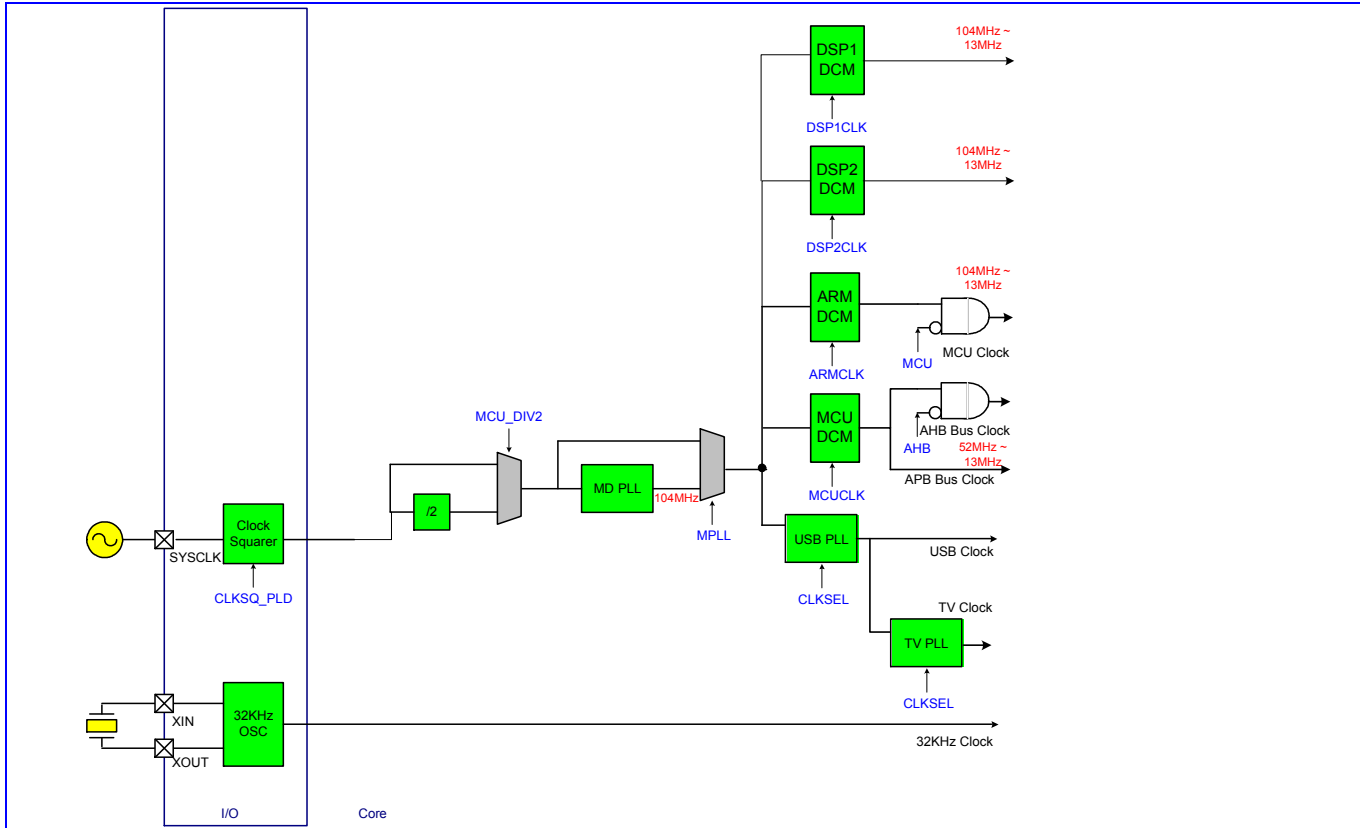 104MHz ~
13MHz
DSP1
DCM
DSP1CLK
104MHz ~
13MHz
DSP2
DCM
DSP2CLK
104MHz ~
13MHz
ARM
DCM
MCU
MCU Clock
ARMCLK
MCU_DIV2
MCU
DCM
AHB Bus Clock
AHB
52MHz ~
13MHz
APB Bus Clock
MCUCLK
MD PLL
104MHz
/2
MPLL
Clock
Squarer
SYSCLK
CLKSQ_PLD
USB PLL
USB Clock
CLKSEL
TV Clock
TV PLL
CLKSEL
32KHz
OSC
XIN
XOUT
32KHz Clock
I/O
Core